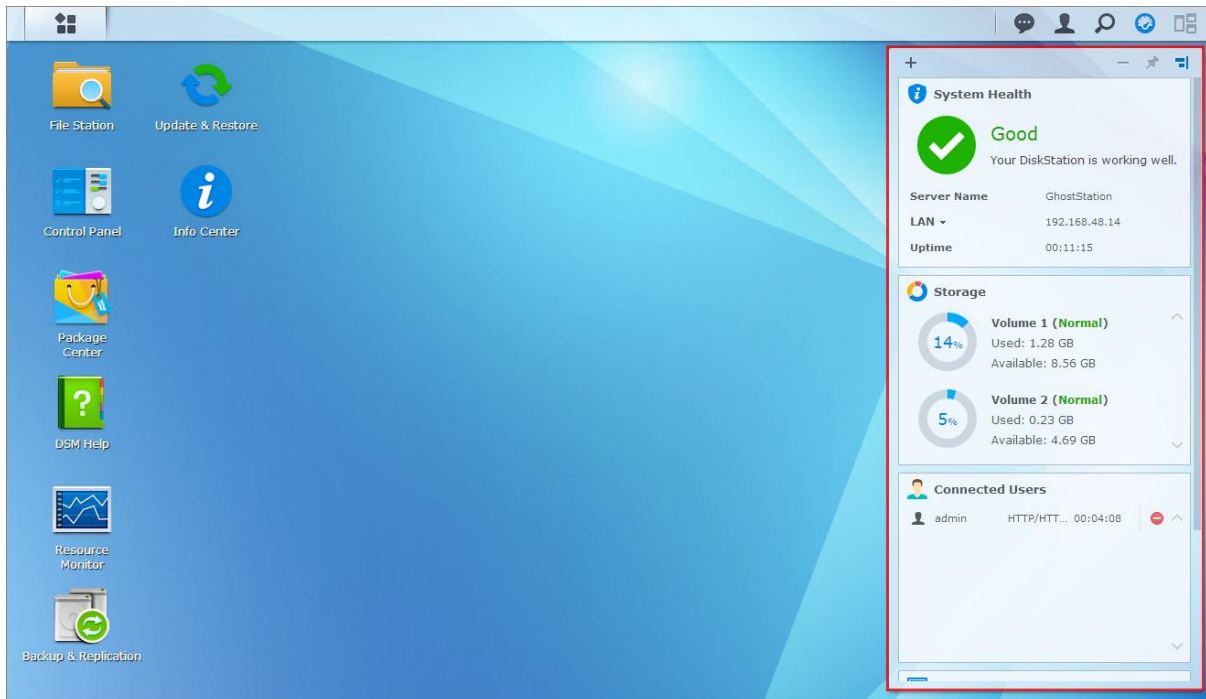 File Station
Update & Restore
Control Panel
Info Center
Package
Center
DSM Help
Resource
Monitor
Backup & Replication
System Health
Good
Your DiskStation is working well.
Server Name GhostStation
LAN 192.168.48.14
Uptime 00:11:15
Storage
14%
Volume 1 (Normal)
Used: 1.28 GB
Available: 8.56 GB
5%
Volume 2 (Normal)
Used: 0.23 GB
Available: 4.69 GB
Connected Users
admin HTTP/HTT... 00:04:08